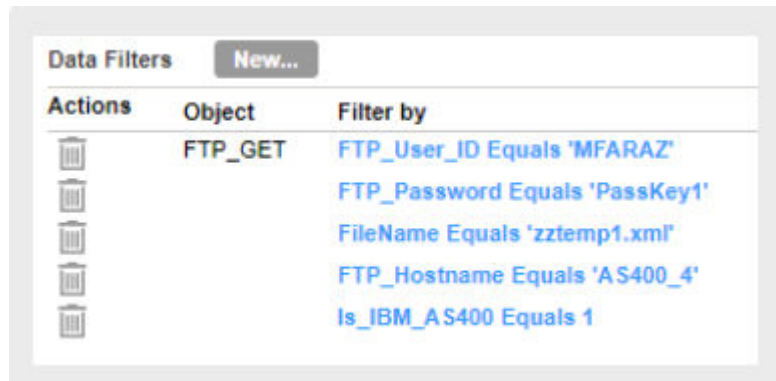 Data Filters New...
Actions Object Filter by
FTP_GET FTP_User_ID Equals 'MFARAZ'
FTP_Password Equals 'PassKey1'
FileName Equals 'zztemp1.xml'
FTP_Hostname Equals 'AS400_4'
Is_IBM_AS400 Equals 1